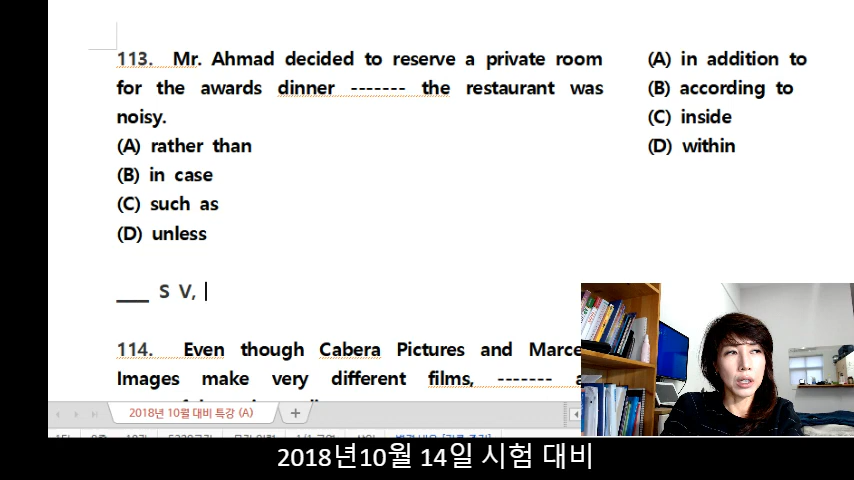 113. Mr. Ahmad decided to reserve a private room
for the awards dinner ------- the restaurant was
noisy.
(A) rather than
(B) in case
(C) such as
(D) unless
___ S V,
114. Even though Cabera Pictures and Marce
Images make very different films, -------
(A) in addition to
(B) according to
(C) inside
(D) within
2018년 10월 대비 특강 (A)
2018년10월 14일 시험 대비